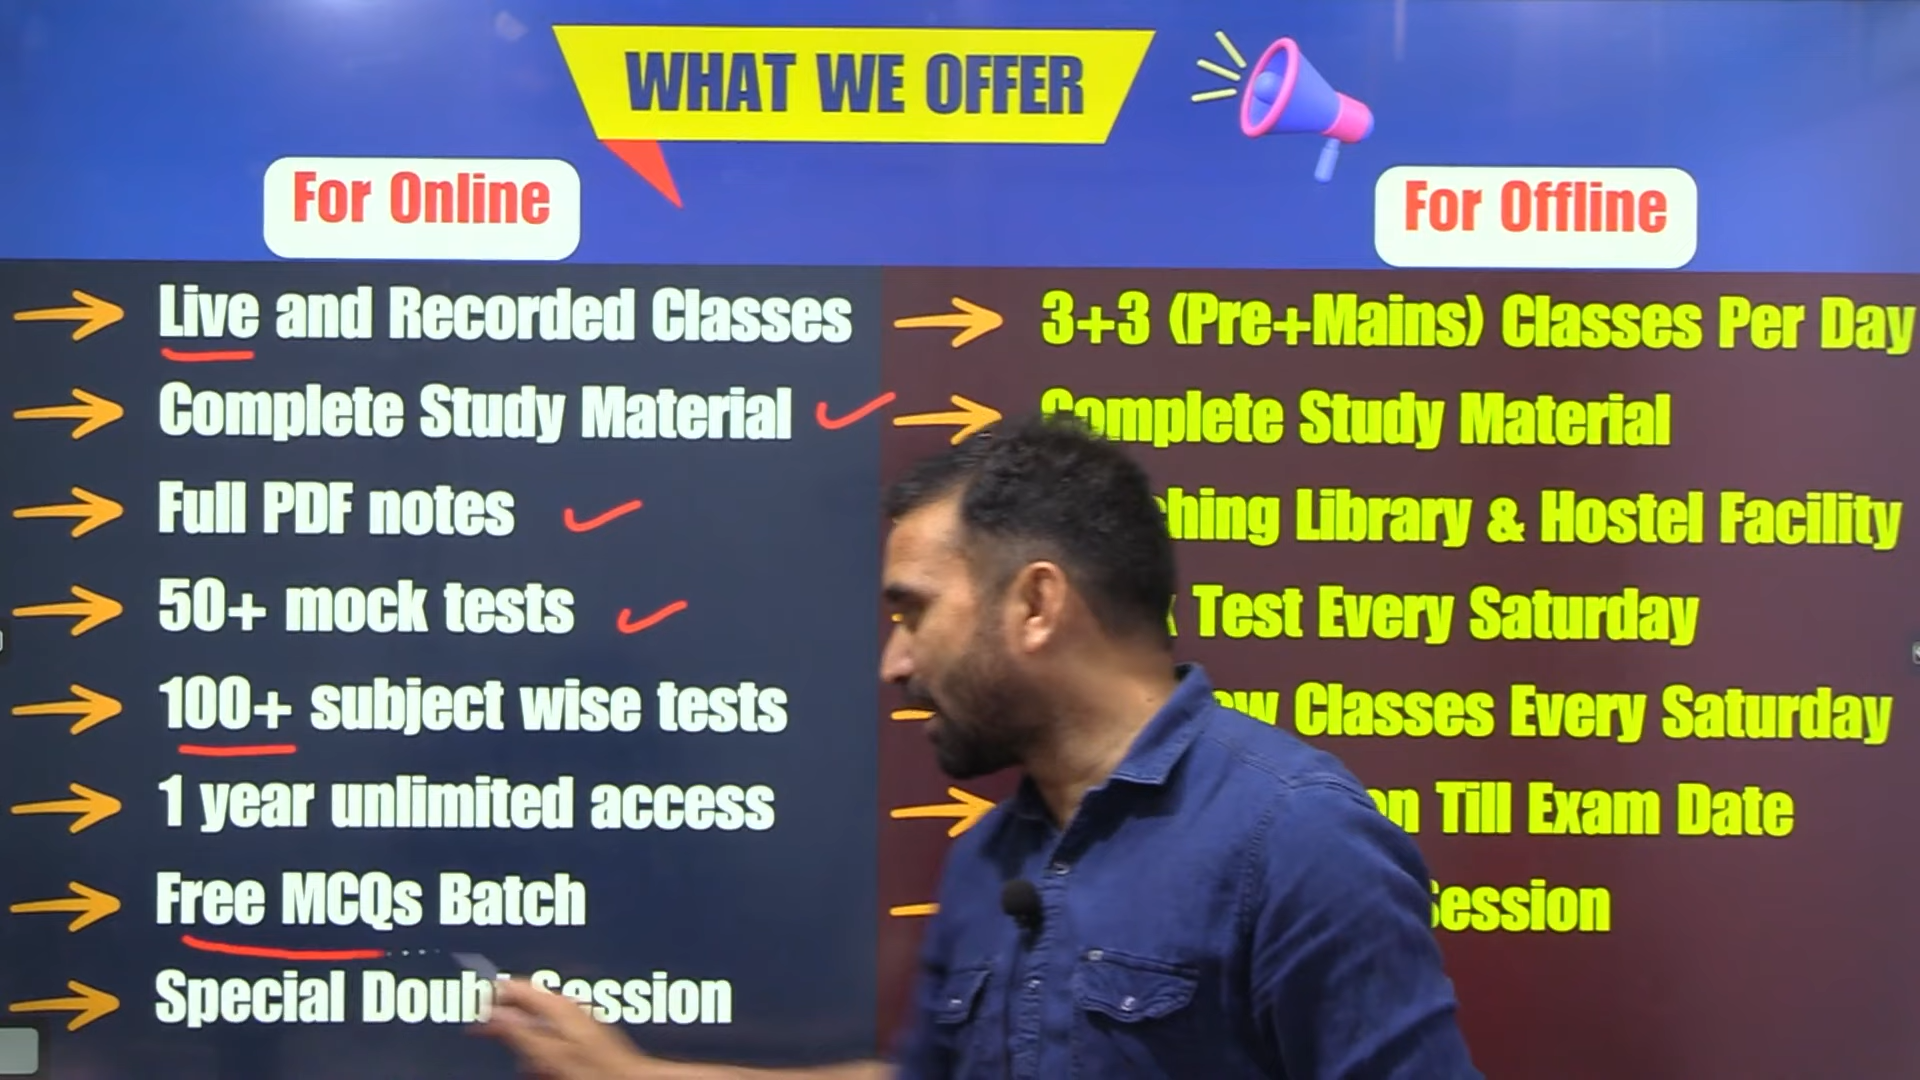 WHAT WE OFFER
For Online
Live and Recorded Classes
Complete Study Material
Full PDF notes
50+ mock tests
100+ subject wise tests
1 year unlimited access
Free MCQs Batch
Special Doubt Session
For Offline
3+3 (Pre+Mains) Classes Per Day
Complete Study Material
Library & Hostel Facility
Test Every Saturday
Classes Every Saturday
Till Exam Date
Session